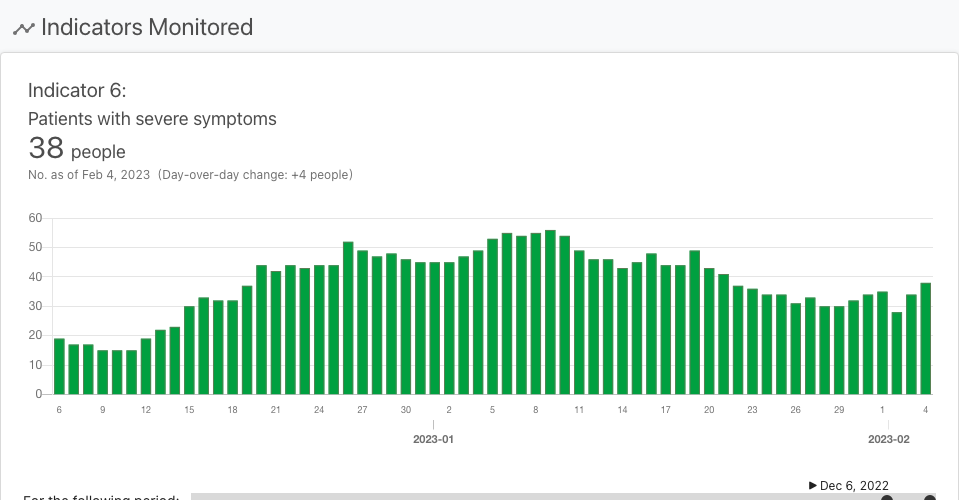 Indicators Monitored
Indicator 6:
Patients with severe symptoms
38 people
No. as of Feb 4, 2023 (Day-over-day change: +4 people)
60
50
40
30
20
10
0
6 9 12 15 18 21 24 27 30 2 5 8 11 14 17 20 23 26 29 1 4
2023-01 2023-02
Dec 6, 2022
For the following period: